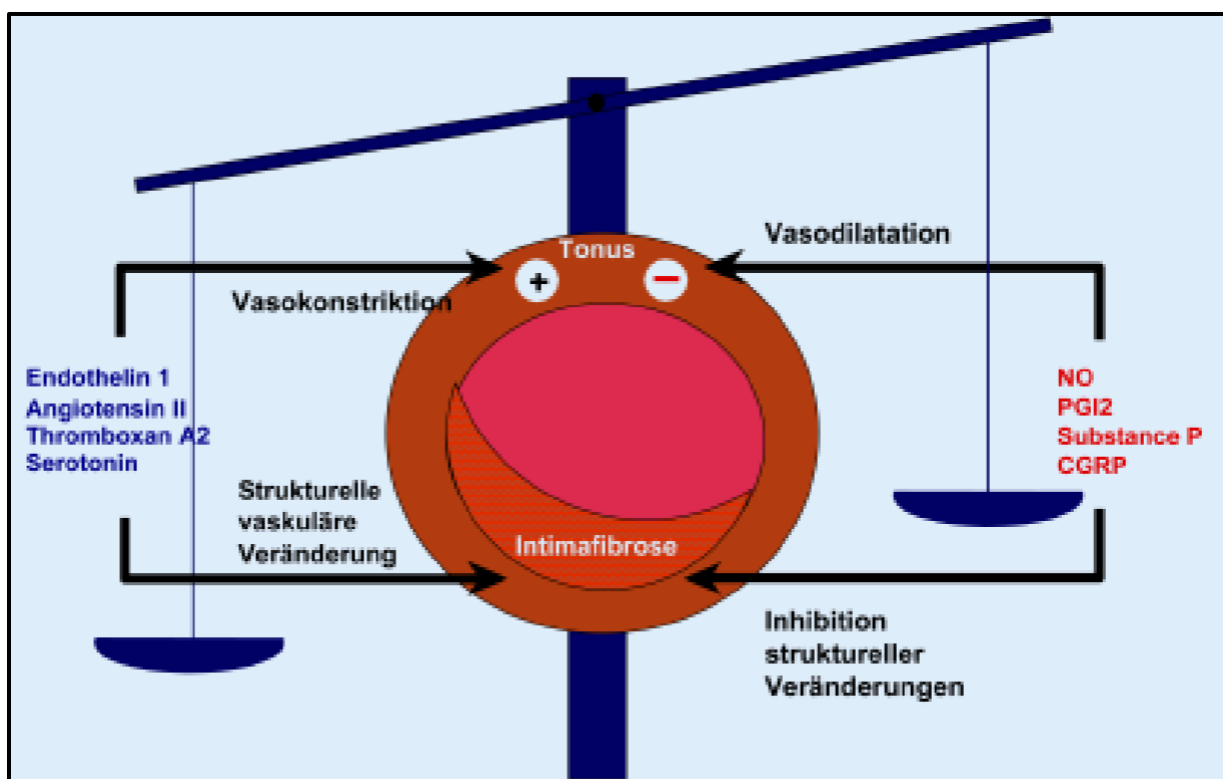 Tonus
+
−
Vasodilatation
Vasokonstriktion
Endothelin 1
Angiotensin II
Thromboxan A2
Serotonin
NO
PGI2
Substance P
CGRP
Strukturelle
vaskuläre
Veränderung
Intimafibrose
Inhibition
struktureller
Veränderungen